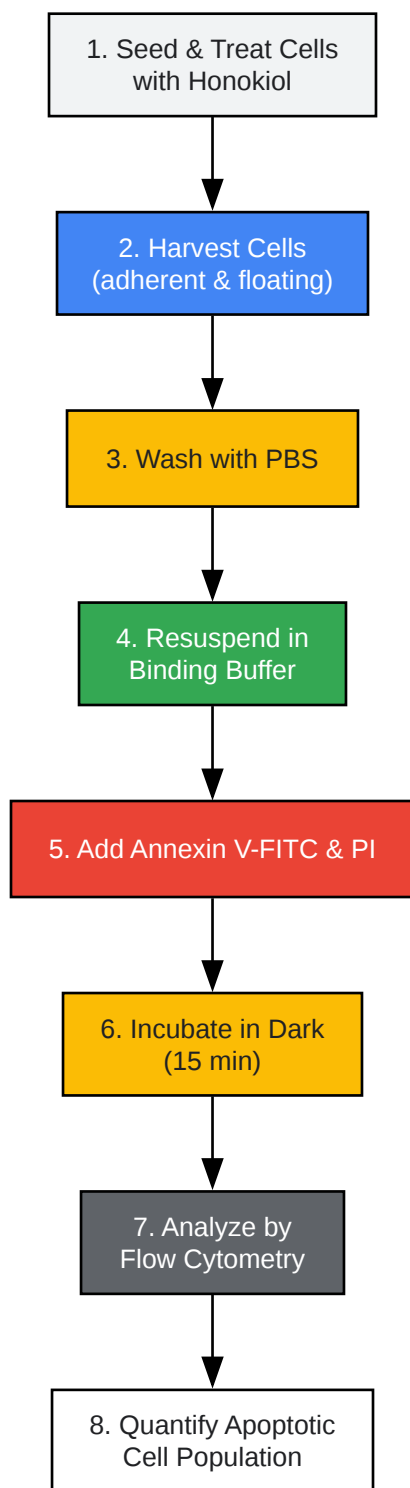 1. Seed & Treat Cells
with Honokiol
2. Harvest Cells
(adherent & floating)
3. Wash with PBS
4. Resuspend in
Binding Buffer
5. Add Annexin V-FITC & PI
6. Incubate in Dark
(15 min)
7. Analyze by
Flow Cytometry
8. Quantify Apoptotic
Cell Population